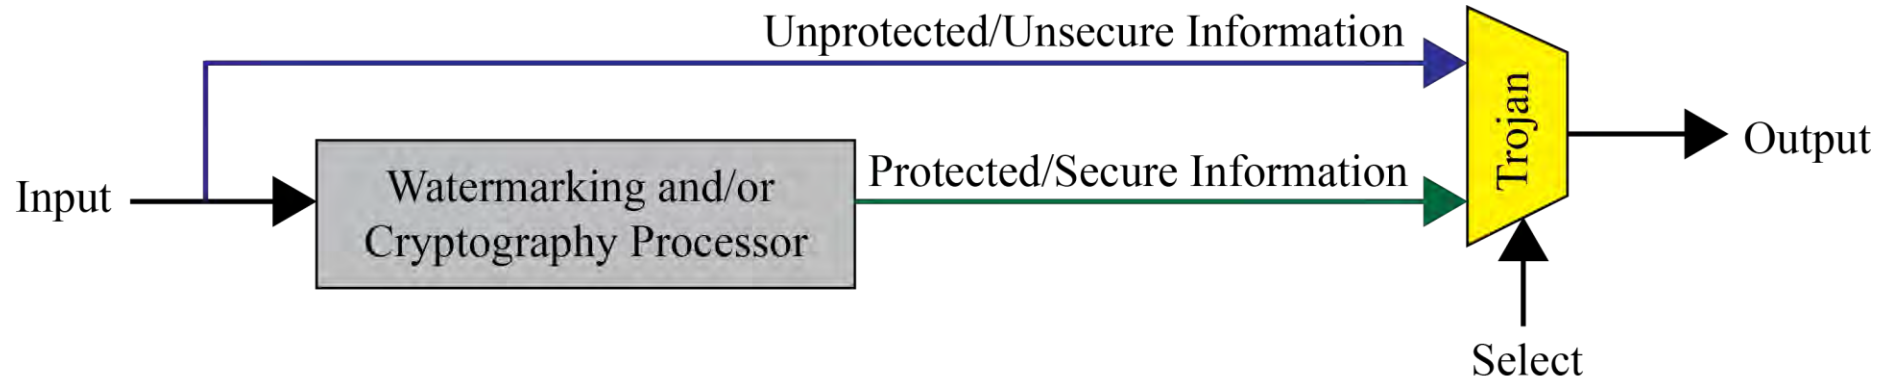 Unprotected/Unsecure Information
Trojan
Output
Input
Watermarking and/or
Cryptography Processor
Protected/Secure Information
Select